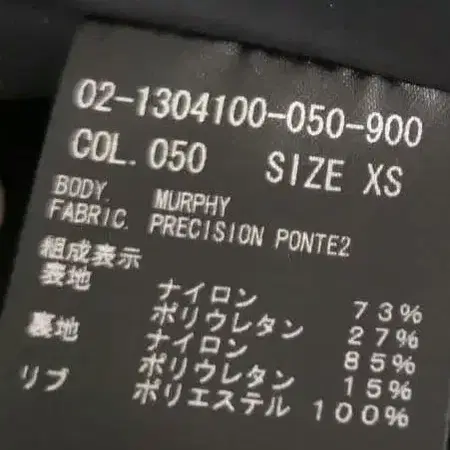 02-1304100-050-900
COL. 050 SIZE XS
BODY. MURPHY
FABRIC. PRECISION PONTE2
組成表示
表地 ナイロン 73%
ポリウレタン 27%
裏地 ナイロン 85%
ポリウレタン 15%
リブ ポリエステル 100%